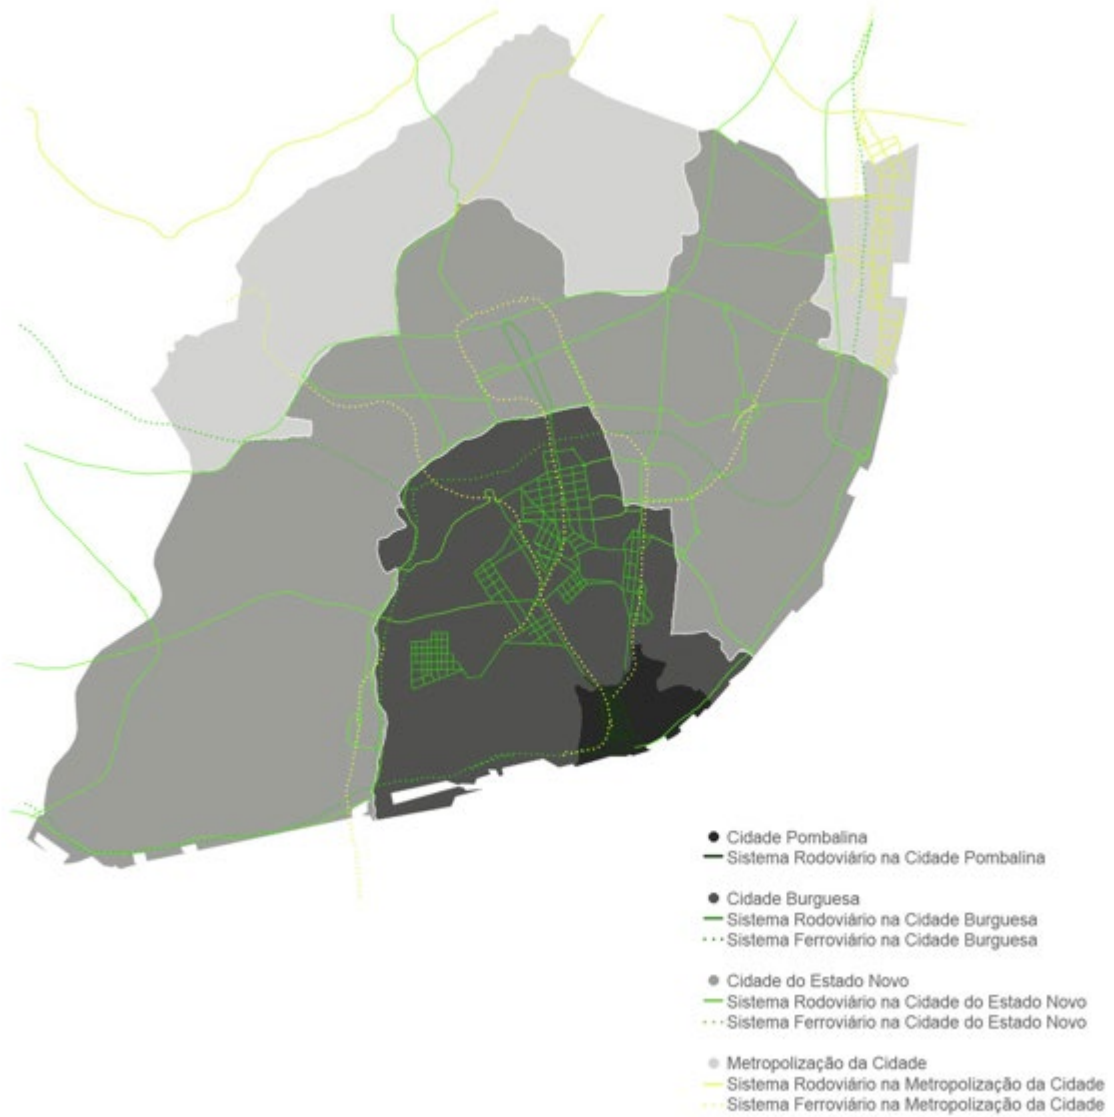 Cidade Pombalina
Sistema Rodoviário na Cidade Pombalina
Cidade Burguesa
Sistema Rodoviário na Cidade Burguesa
Sistema Ferroviário na Cidade Burguesa
Cidade do Estado Novo
Sistema Rodoviário na Cidade do Estado Novo
Sistema Ferroviário na Cidade do Estado Novo
Metropolização da Cidade
Sistema Rodoviário na Metropolização da Cidade
Sistema Ferroviário na Metropolização da Cidade